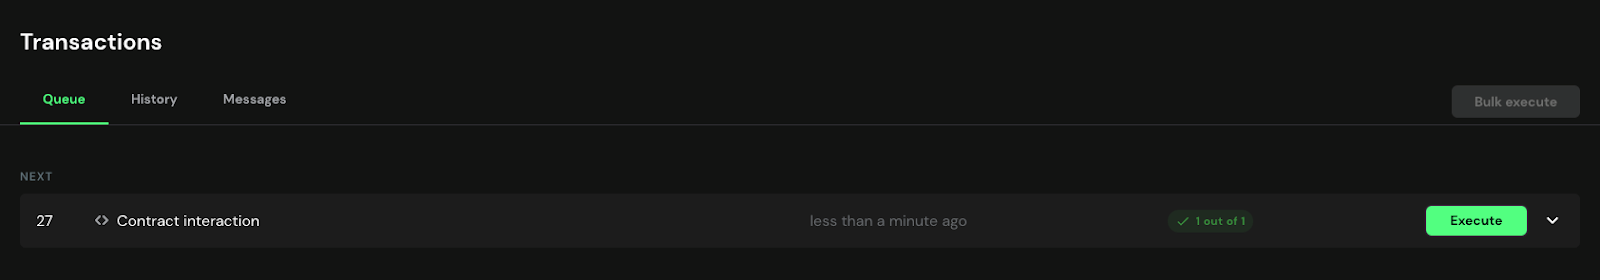 Transactions
Queue History Messages Bulk execute
NEXT
27 Contract interaction less than a minute ago 1 out of 1 Execute